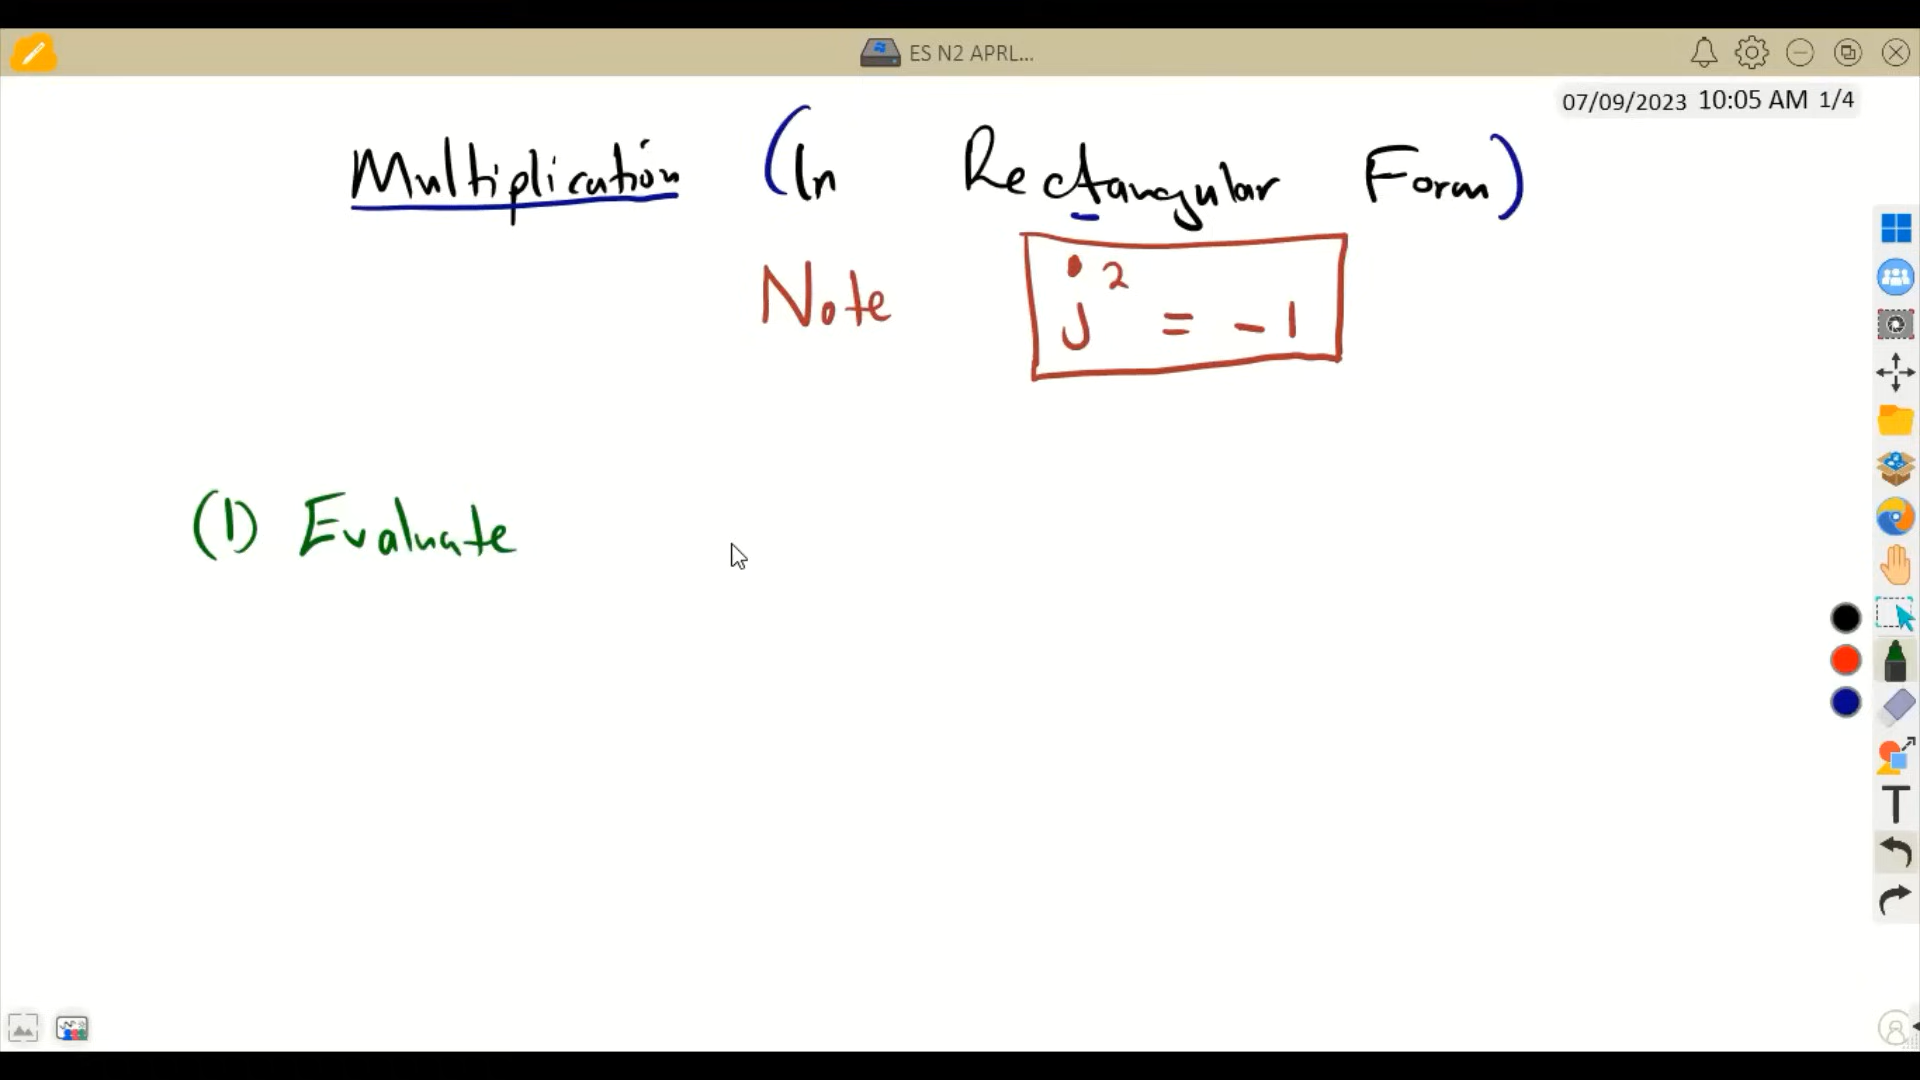 ES N2 APRL...
07/09/2023 10:05 AM 1/4
Multiplication (In Rectangular Form)
Note j² = -1
(1) Evaluate
T